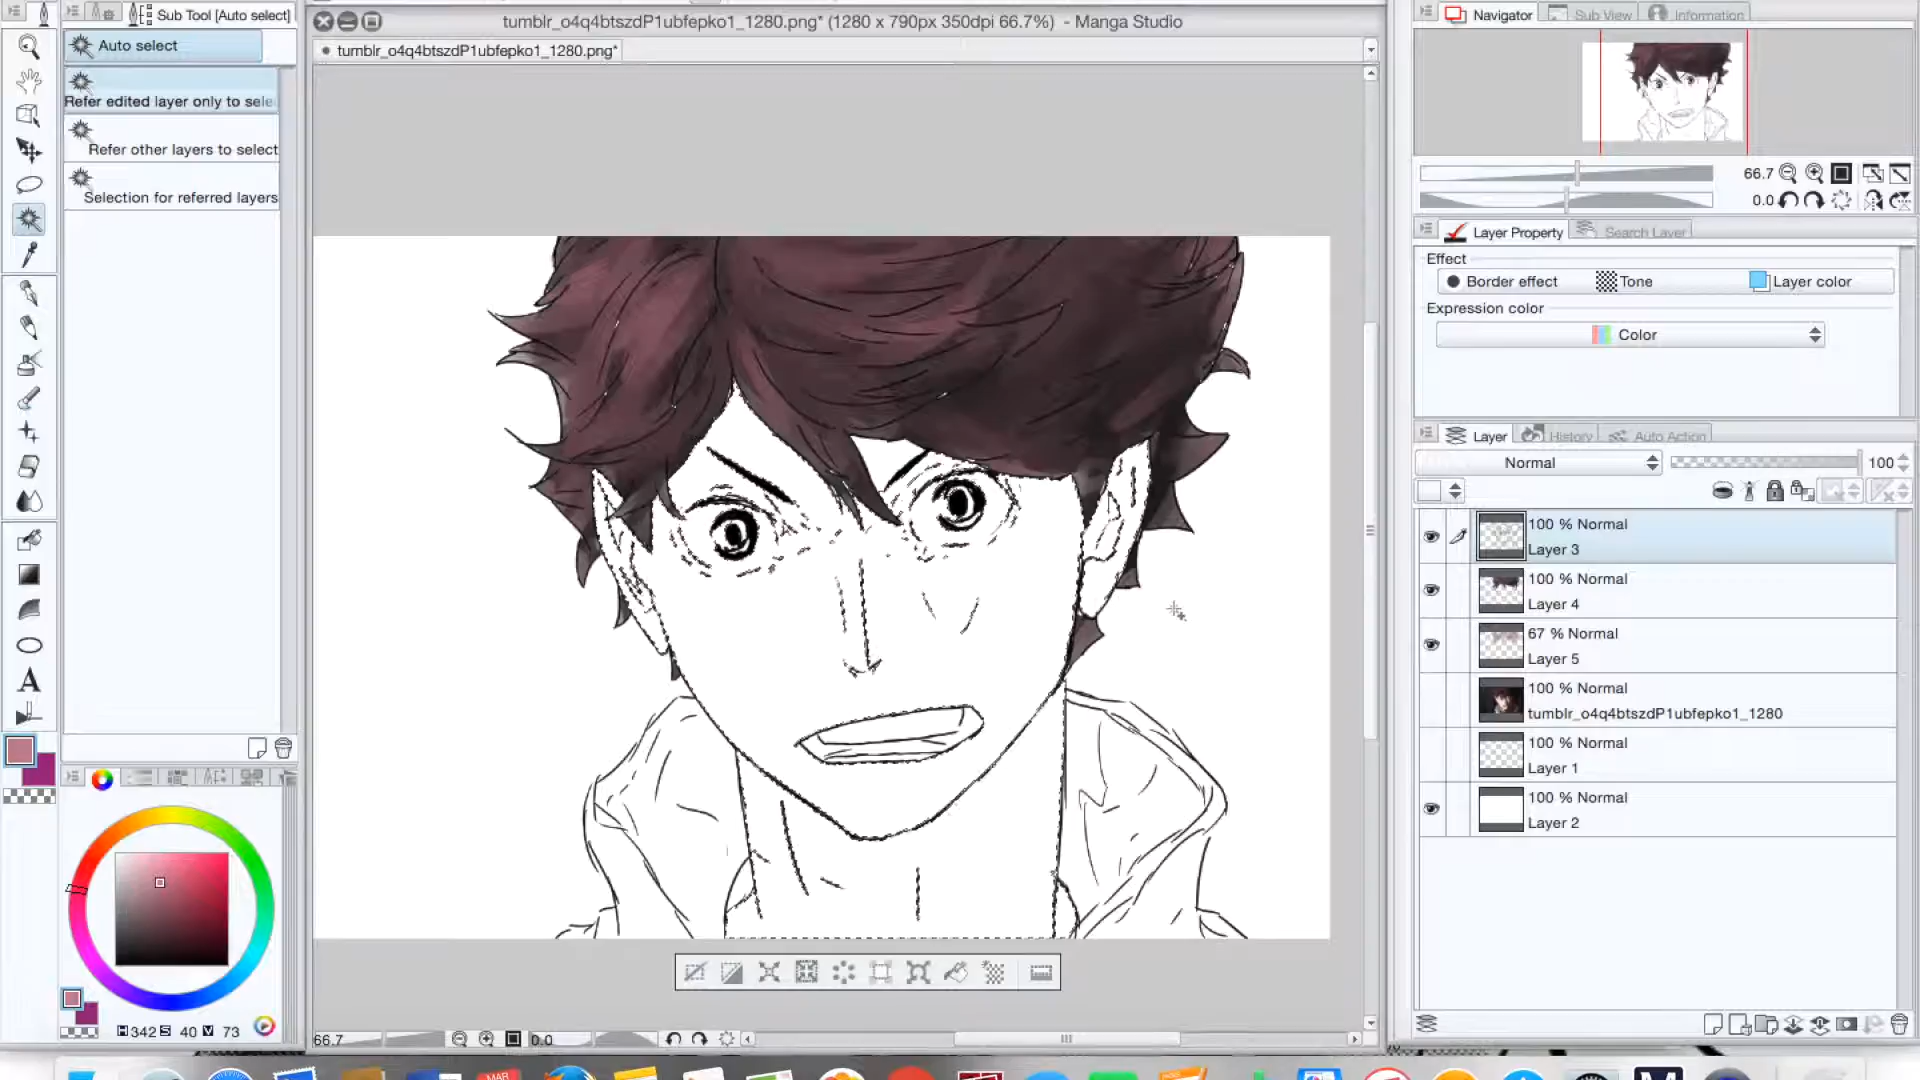 Sub Tool [Auto select]
tumblr_o4q4btszdP1ubfepko1_1280.png* (1280 x 790px 350dpi 66.7%) - Manga Studio
Navigator
Sub View
Information
Auto select
tumblr_o4q4btszdP1ubfepko1_1280.png*
Refer edited layer only to sele
Refer other layers to select
Selection for referred layers
66.7
0.0
Layer Property
Search Layer
Effect
Border effect
Tone
Layer color
Expression color
Color
Layer
History
Auto Action
Normal
100
100 % Normal
Layer 3
100 % Normal
Layer 4
67 % Normal
Layer 5
100 % Normal
tumblr_o4q4btszdP1ubfepko1_1280
100 % Normal
Layer 1
100 % Normal
Layer 2
A
H 342 S 40 V 73
66.7
0.0
MAR